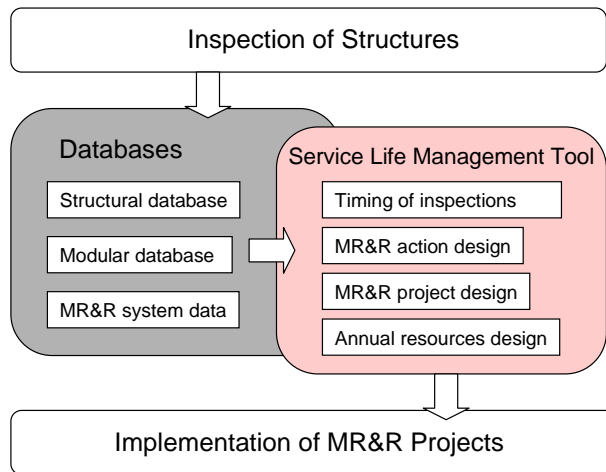 Inspection of Structures
Databases
Structural database
Modular database
MR&R system data
Service Life Management Tool
Timing of inspections
MR&R action design
MR&R project design
Annual resources design
Implementation of MR&R Projects